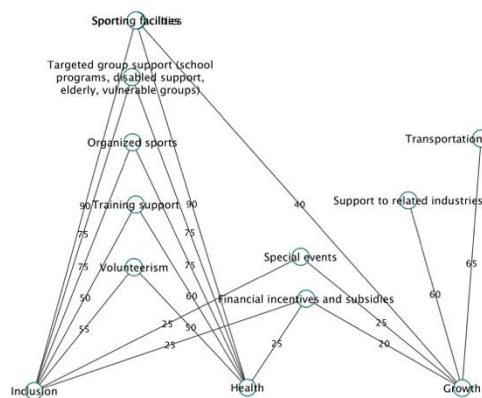 Sporting facilities
Targeted group support (school
programs, disabled support,
elderly, vulnerable groups)
Transportation
Organized sports
90
90
40
Training support
Support to related industries
75
75
Special events
65
75
75
Volunteerism
Financial incentives and subsidies
50
60
60
55
50
25
25
25
25
20
Inclusion
Health
Growth